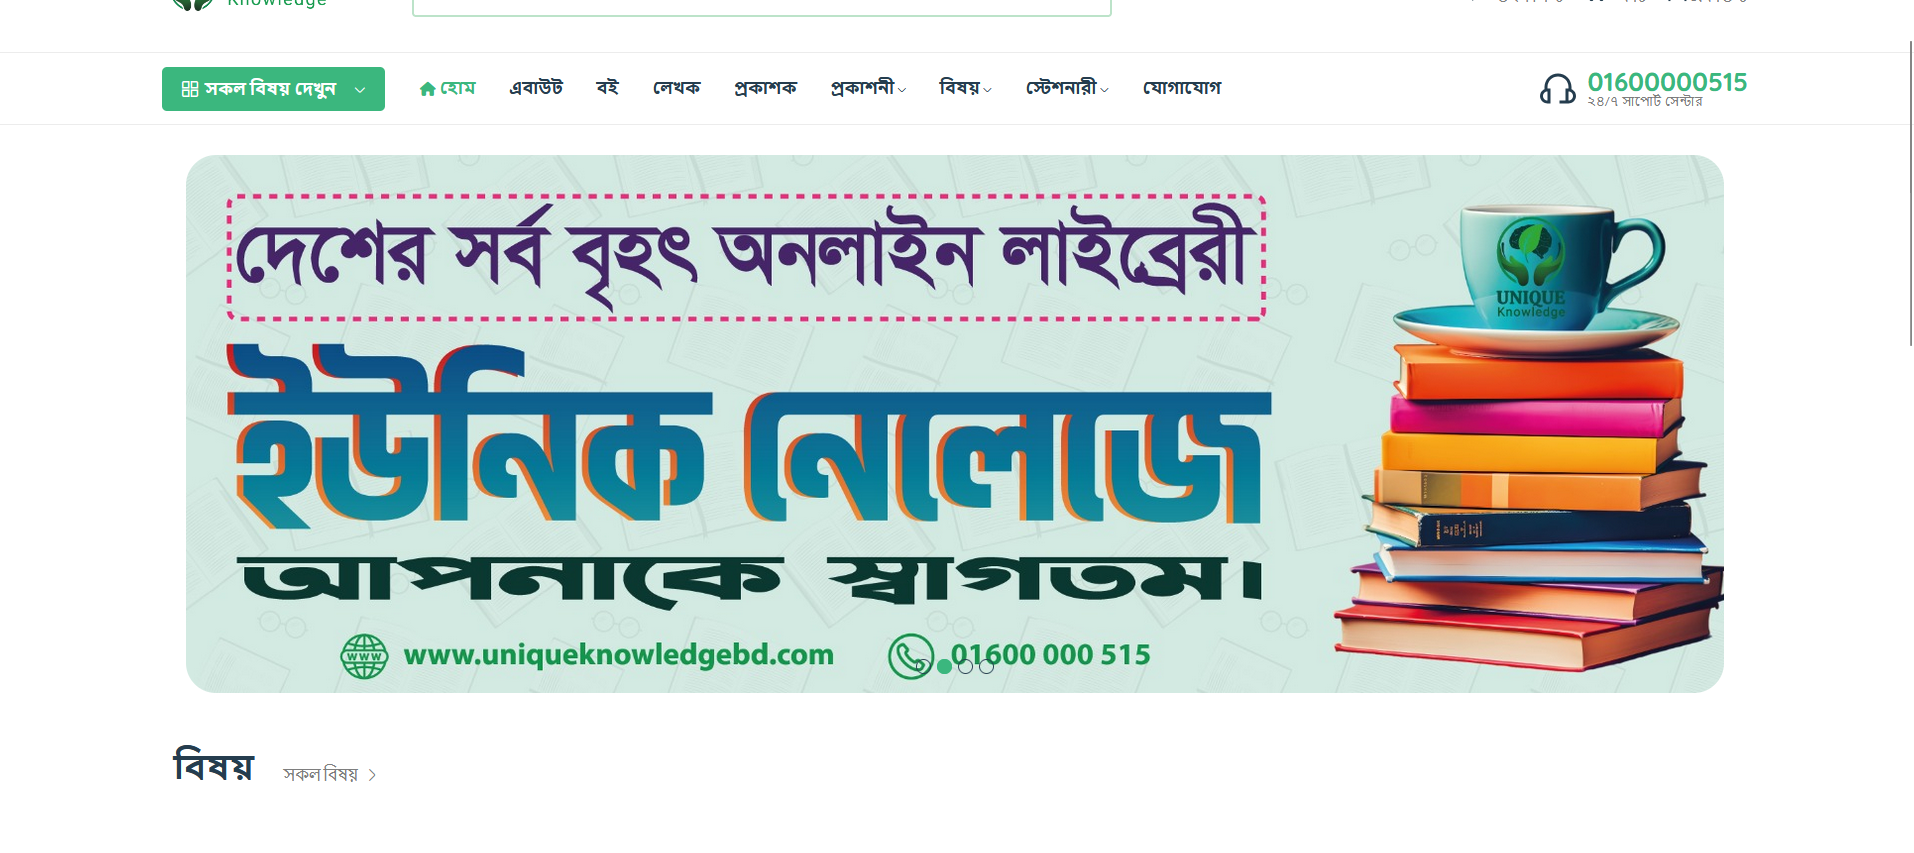 Knowledge
সকল বিষয় দেখুন
হোম এবাউট বই লেখক প্রকাশক প্রকাশনী বিষয় স্টেশনারী যোগাযোগ
01600000515
২৪/৭ সাপোর্ট সেন্টার
দেশের সর্ব বৃহৎ অনলাইন লাইব্রেরী
ইউনিক নেলেজে
আপনাকে স্বাগতম।
www.uniqueknowledgebd.com 01600 000 515
UNIQUE
Knowledge
বিষয় সকল বিষয়